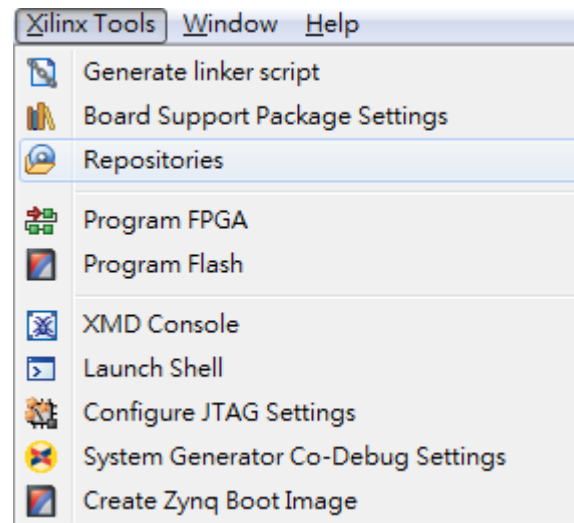 Xilinx Tools Window Help
Generate linker script
Board Support Package Settings
Repositories
Program FPGA
Program Flash
XMD Console
Launch Shell
Configure JTAG Settings
System Generator Co-Debug Settings
Create Zynq Boot Image